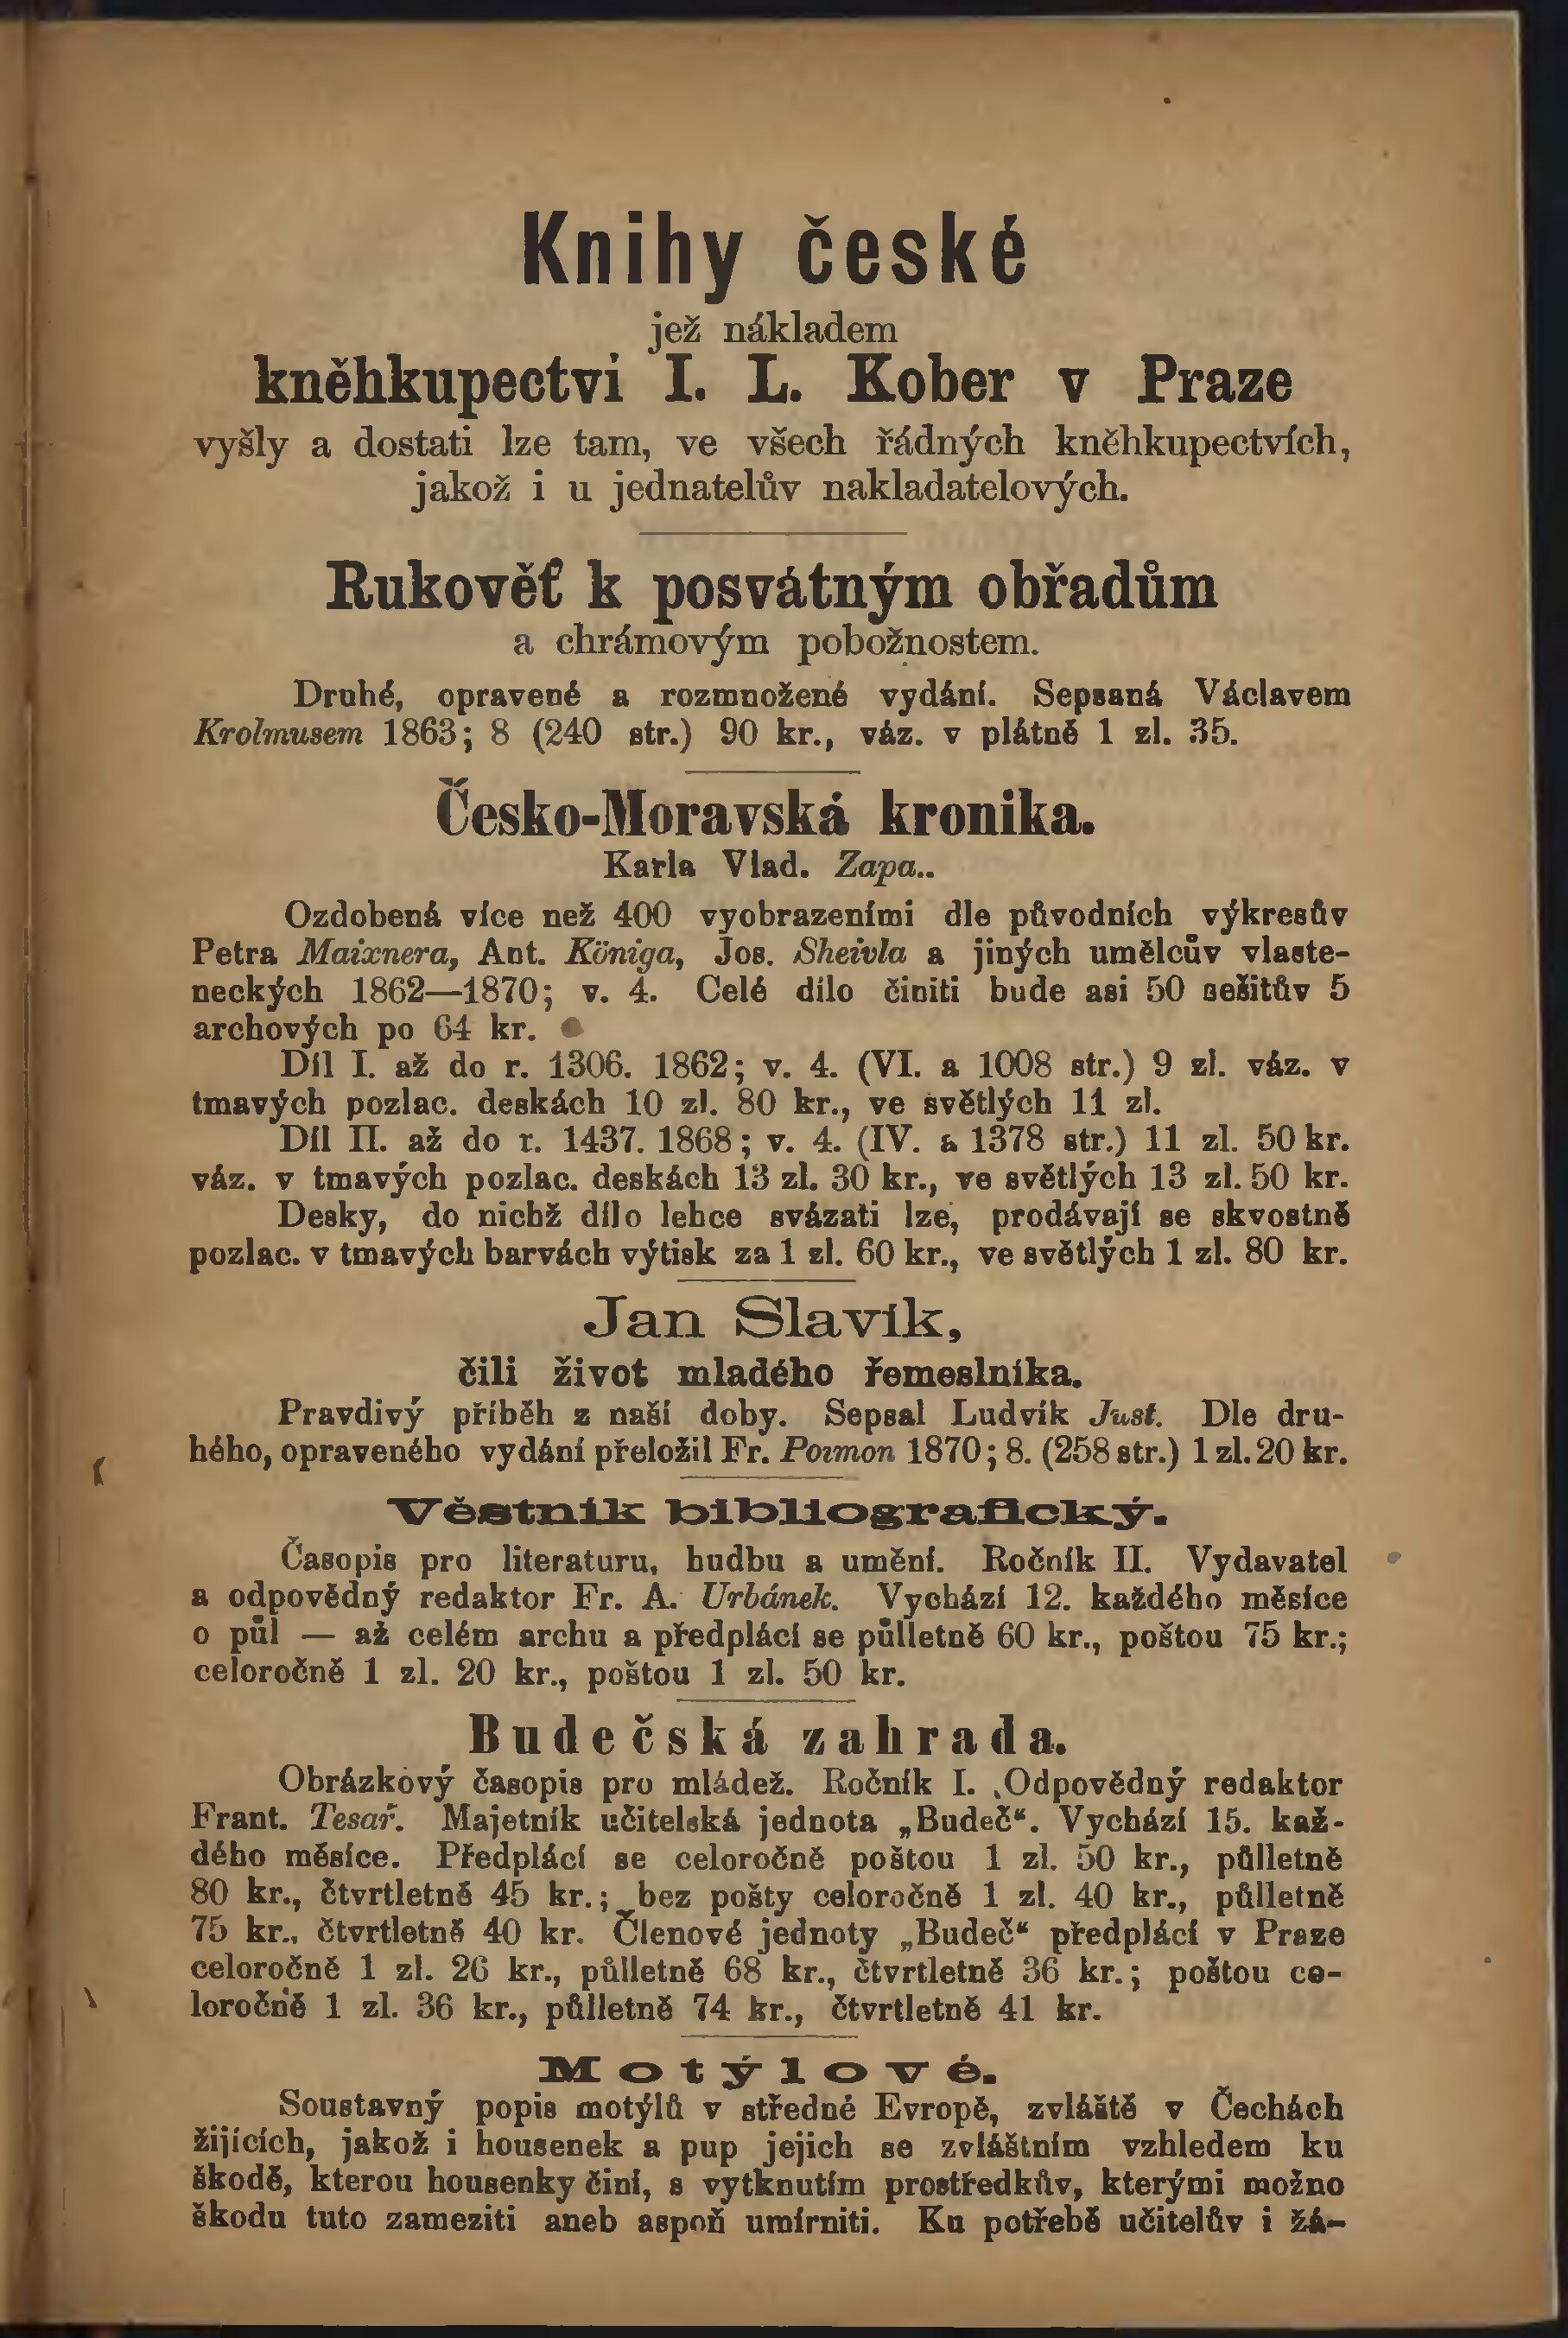 Knihy české
jež nákladem
kněhkupectví I. L. Kober v Praze
vyšly a dostati lze tam, ve všech řádných kněhkupectvích,
jakož i u jednatelův nakladatelových.
Rukověť k posvátným obřadům
a chrámovým pobožnostem.
Druhé, opravené a rozmnožené vydání. Sepsaná Václavem
Krolmusem 1863; 8 (240 str.) 90 kr., váz. v plátně 1 zl. 35.
Česko-Moravská kronika.
Karla Vlad. Zapa..
Ozdobená více než 400 vyobrazeními dle původních výkresův
Petra Maixnera, Ant. Königa, Jos. Sheivla a jiných umělcův vlaste-
neckých 1862—1870; v. 4. Celé dílo činiti bude asi 50 sešitův 5
archových po 64 kr.
Díl I. až do r. 1306. 1862; v. 4. (VI. a 1008 str.) 9 zl. váz. v
tmavých pozlac. deskách 10 zl. 80 kr., ve světlých 11 zl.
Díl II. až do r. 1437. 1868; v. 4. (IV. a 1378 str.) 11 zl. 50 kr.
váz. v tmavých pozlac. deskách 13 zl. 30 kr., ve světlých 13 zl. 50 kr.
Desky, do nichž dílo lehce svázati lze, prodávají se skvostně
pozlac. v tmavých barvách výtisk za 1 zl. 60 kr., ve světlých 1 zl. 80 kr.
Jan Slavík,
čili život mladého řemeslníka.
Pravdivý příběh z naší doby. Sepsal Ludvík Just. Dle dru-
hého, opraveného vydání přeložil Fr. Pozmon 1870; 8. (258 str.) 1 zl. 20 kr.
Věstník bibliografický.
Časopis pro literaturu, hudbu a umění. Ročník II. Vydavatel
a odpovědný redaktor Fr. A. Urbánek. Vychází 12. každého měsíce
o půl — až celém archu a předplácí se půlletně 60 kr., poštou 75 kr.;
celoročně 1 zl. 20 kr., poštou 1 zl. 50 kr.
Budečská zahrada.
Obrázkový časopis pro mládež. Ročník I. Odpovědný redaktor
Frant. Tesař. Majetník učitelská jednota „Budeč“. Vychází 15. kaž-
dého měsíce. Předplácí se celoročně poštou 1 zl. 50 kr., půlletně
80 kr., čtvrtletně 45 kr.; bez pošty celoročně 1 zl. 40 kr., půlletně
75 kr., čtvrtletně 40 kr. Členové jednoty „Budeč“ předplácí v Praze
celoročně 1 zl. 26 kr., půlletně 68 kr., čtvrtletně 36 kr.; poštou ce-
loročně 1 zl. 36 kr., půlletně 74 kr., čtvrtletně 41 kr.
Motýlové.
Soustavný popis motýlů v středné Evropě, zvláště v Čechách
žijících, jakož i housenek a pup jejich se zvláštním vzhledem ku
škodě, kterou housenky činí, s vytknutím prostředkův, kterými možno
škodu tuto zameziti aneb aspoň umírniti. Ku potřebě učitelův i žá-